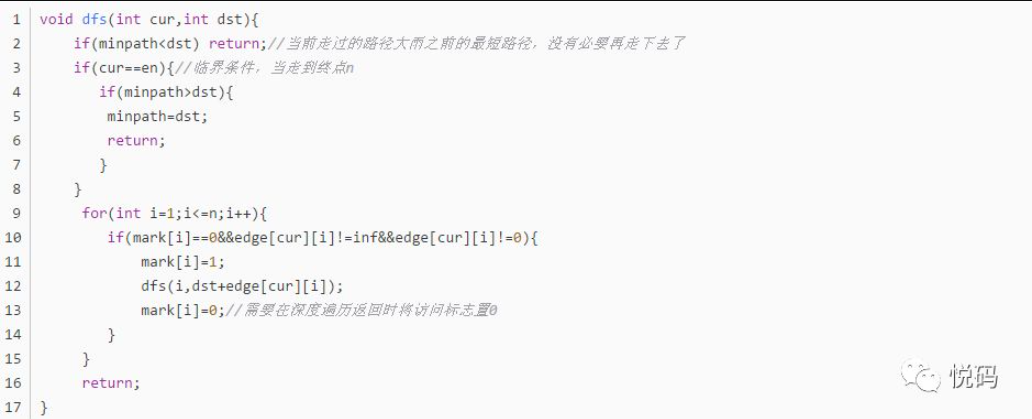 1 void dfs(int cur,int dst){
2 if(minpath<dst) return;//当前走过的路径大而之前的最短路径，没有必要再走下去了
3 if(cur==en){//临界条件，当走到终点n
4 if(minpath>dst){
5 minpath=dst;
6 return;
7 }
8 }
9 for(int i=1;i<=n;i++){
10 if(mark[i]==0&&edge[cur][i]!=inf&&edge[cur][i]!=0){
11 mark[i]=1;
12 dfs(i,dst+edge[cur][i]);
13 mark[i]=0;//需要在深度遍历返回时将访问标志置0
14 }
15 }
16 return;
17 }
悦码